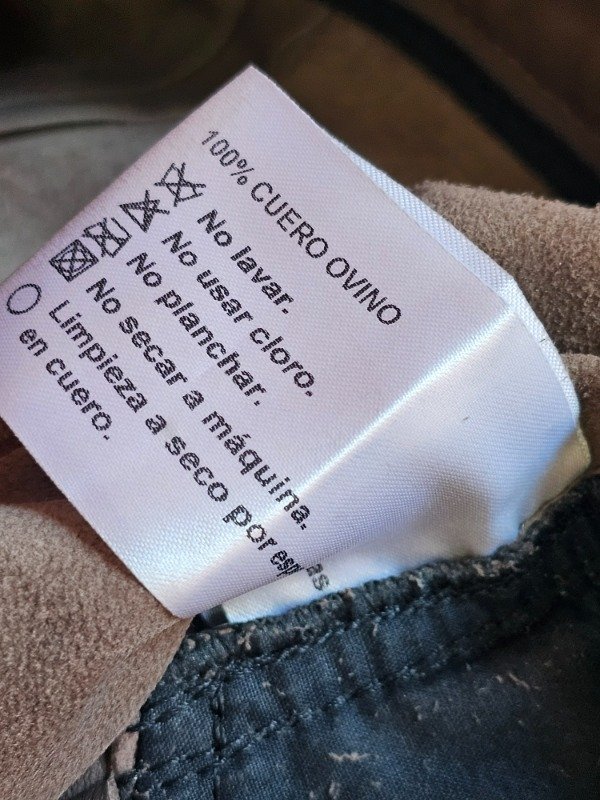 100% CUERO OVINO
No lavar.
No usar cloro.
No planchar.
No secar a máquina.
Limpieza a seco por
en cuero.